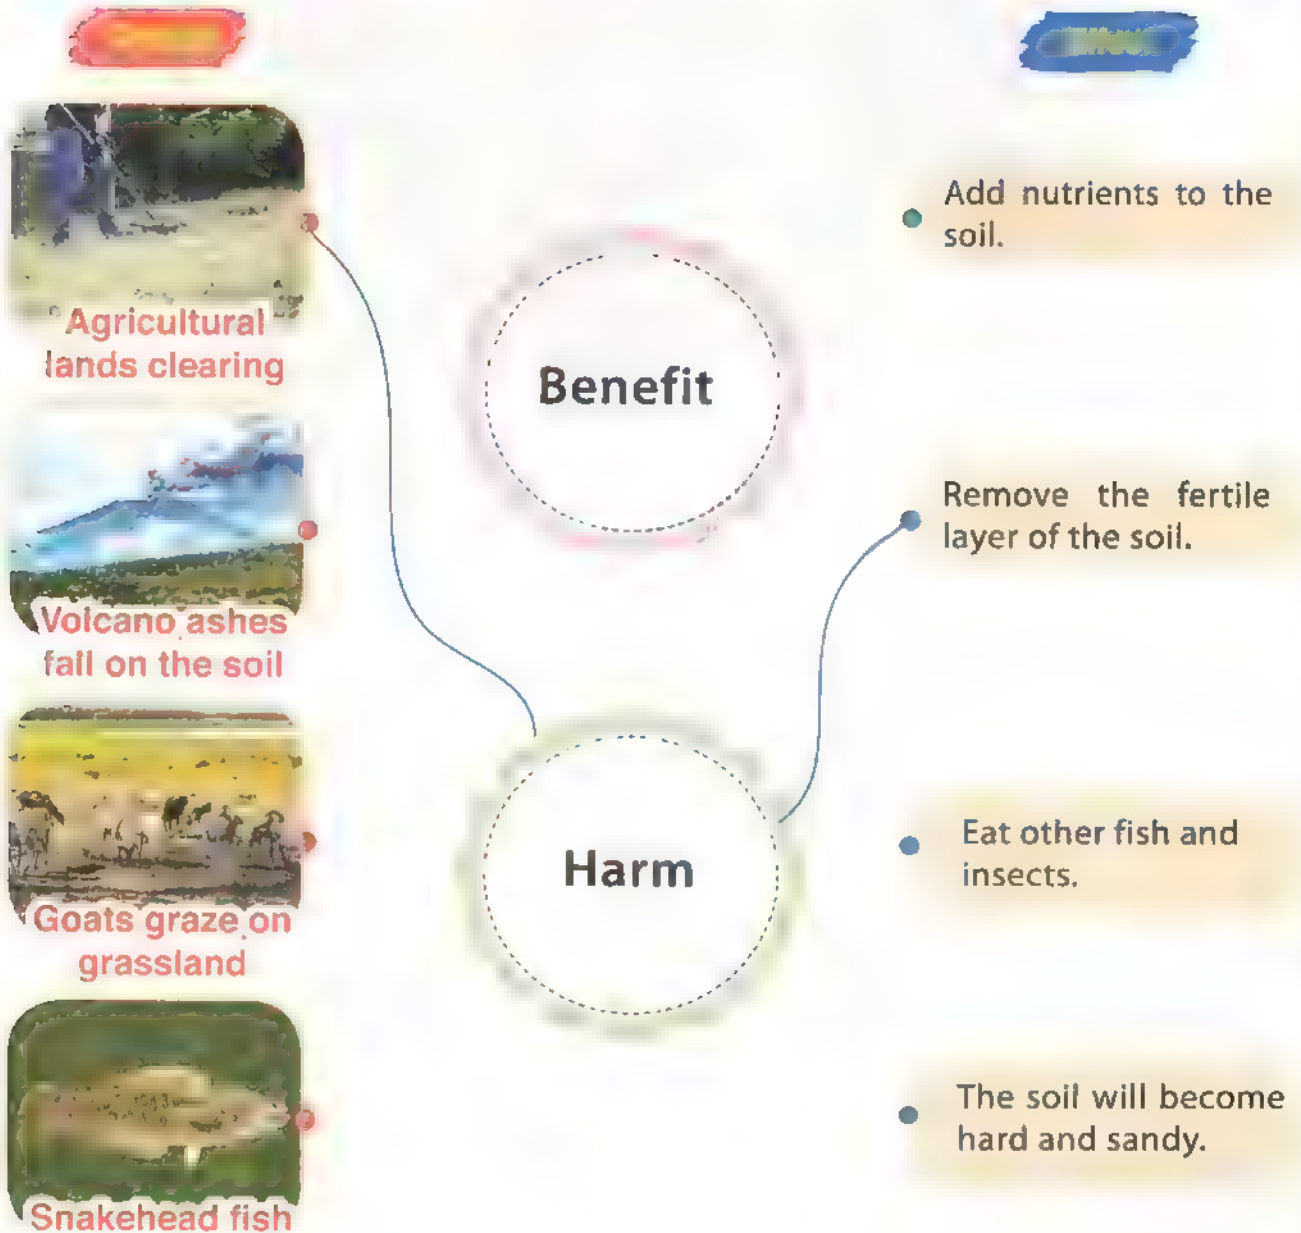 Agricultural
lands clearing
Volcano ashes
fall on the soil
Goats graze on
grassland
Snakehead fish
Benefit
Harm
Add nutrients to the
soil.
Remove the fertile
layer of the soil.
Eat other fish and
insects.
The soil will become
hard and sandy.